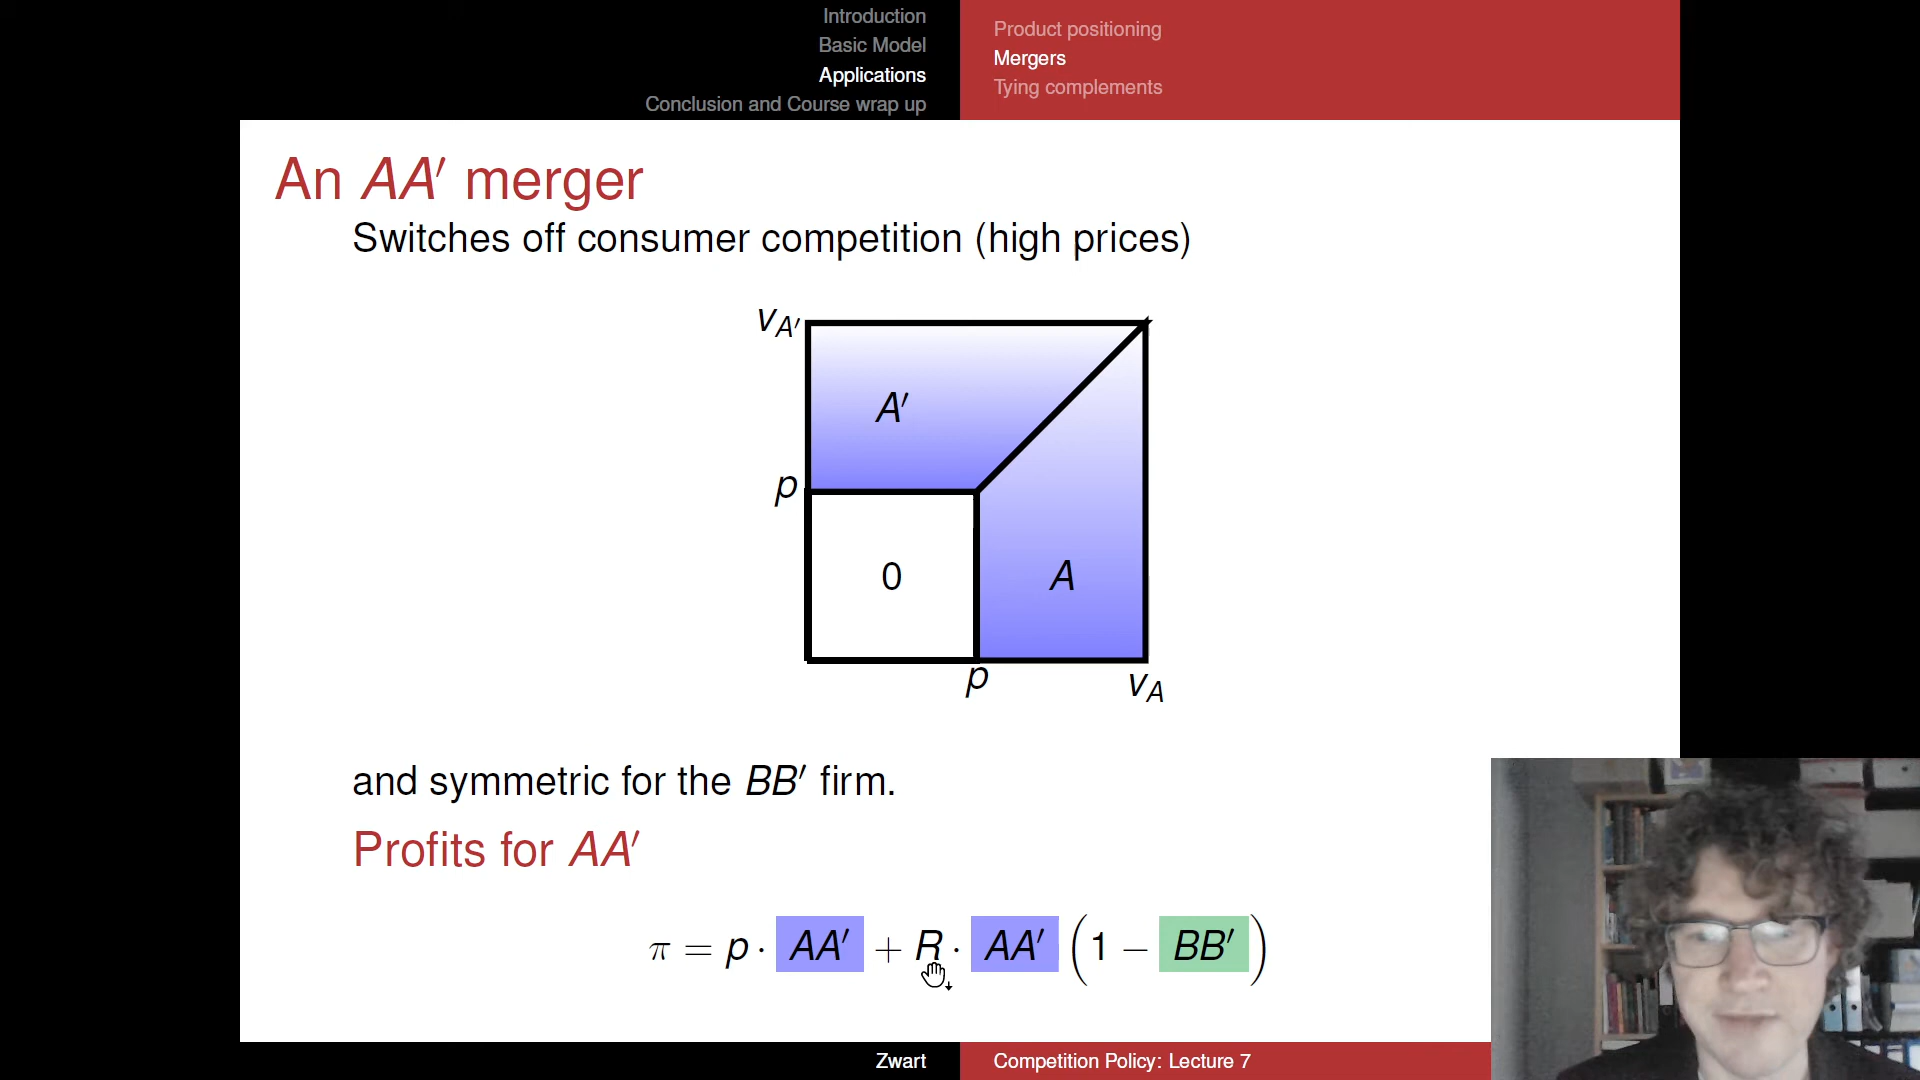 Introduction
Basic Model
Applications
Conclusion and Course wrap up
Product positioning
Mergers
Tying complements
An AA′ merger
Switches off consumer competition (high prices)
v_A′
A′
p
0
A
p
v_A
and symmetric for the BB′ firm.
Profits for AA′
π = p · AA′ + R · AA′ (1 − BB′)
Zwart
Competition Policy: Lecture 7